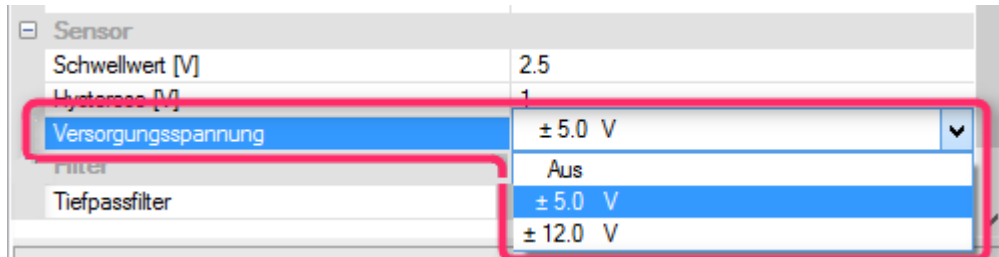 Sensor
Schwellwert [V] 2.5
Hysterese [V] 1
Versorgungsspannung ± 5.0 V
Aus
Filter
± 5.0 V
Tiefpassfilter
± 12.0 V